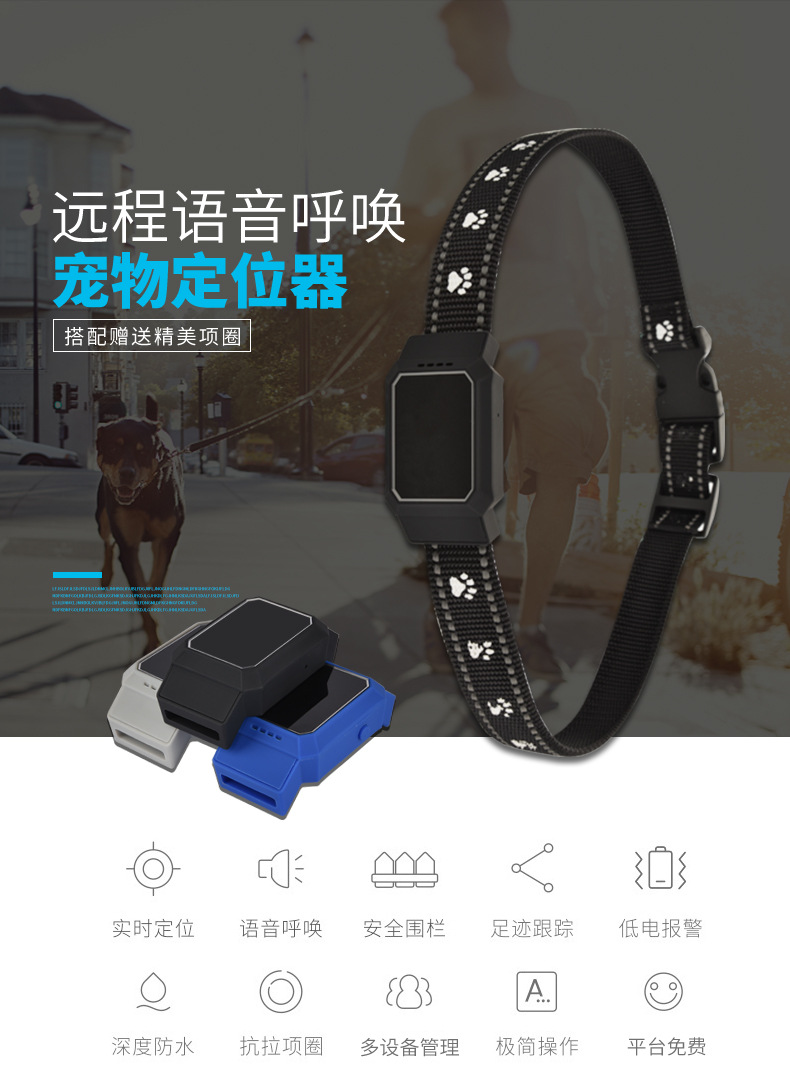 远程语音呼唤
宠物定位器
搭配赠送精美项圈
实时定位
语音呼唤
安全围栏
足迹跟踪
低电报警
A...
深度防水
抗拉项圈
多设备管理
极简操作
平台免费